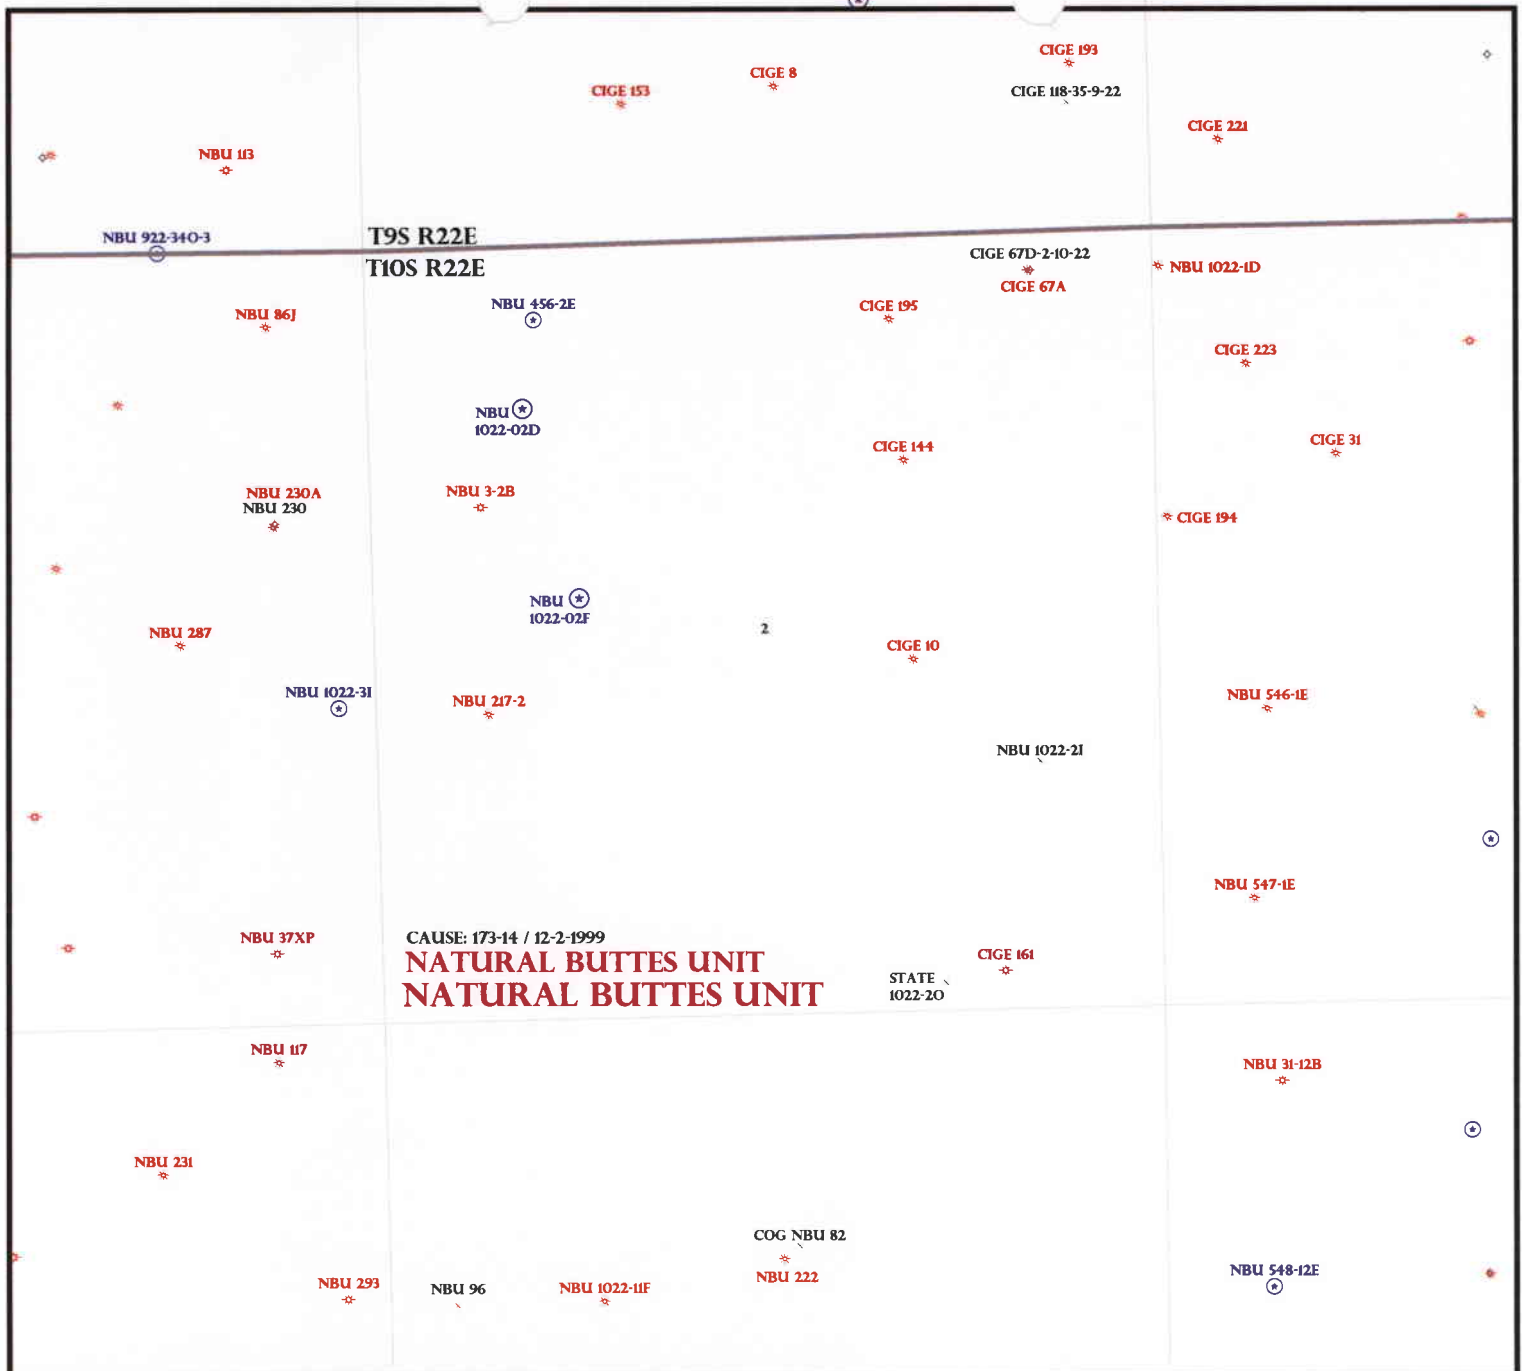 CIGE 193
CIGE 8
CIGE 153
CIGE 118-35-9-22
CIGE 221
NBU 113
NBU 922-34O-3
T9S R22E
T10S R22E
CIGE 67D-2-10-22
NBU 1022-1D
CIGE 67A
NBU 456-2E
CIGE 195
NBU 86J
CIGE 223
NBU
1022-02D
CIGE 31
CIGE 144
NBU 3-2B
NBU 230A
NBU 230
CIGE 194
NBU
1022-02F
2
NBU 287
CIGE 10
NBU 1022-3I
NBU 217-2
NBU 546-1E
NBU 1022-2I
NBU 547-1E
NBU 37XP
CAUSE: 173-14 / 12-2-1999
NATURAL BUTTES UNIT
NATURAL BUTTES UNIT
CIGE 161
STATE
1022-2O
NBU 117
NBU 31-12B
NBU 231
COG NBU 82
NBU 222
NBU 548-12E
NBU 293
NBU 96
NBU 1022-11F